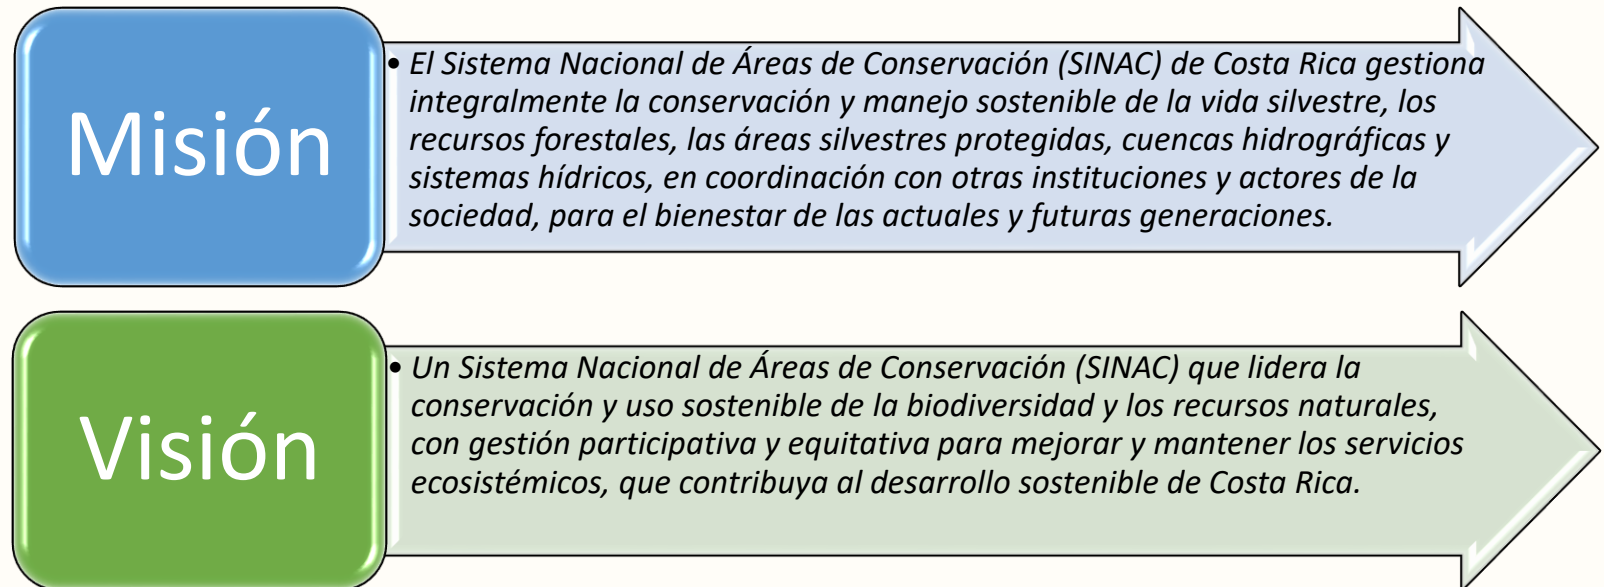 Misión
• El Sistema Nacional de Áreas de Conservación (SINAC) de Costa Rica gestiona
integralmente la conservación y manejo sostenible de la vida silvestre, los
recursos forestales, las áreas silvestres protegidas, cuencas hidrográficas y
sistemas hídricos, en coordinación con otras instituciones y actores de la
sociedad, para el bienestar de las actuales y futuras generaciones.
Visión
• Un Sistema Nacional de Áreas de Conservación (SINAC) que lidera la
conservación y uso sostenible de la biodiversidad y los recursos naturales,
con gestión participativa y equitativa para mejorar y mantener los servicios
ecosistémicos, que contribuya al desarrollo sostenible de Costa Rica.